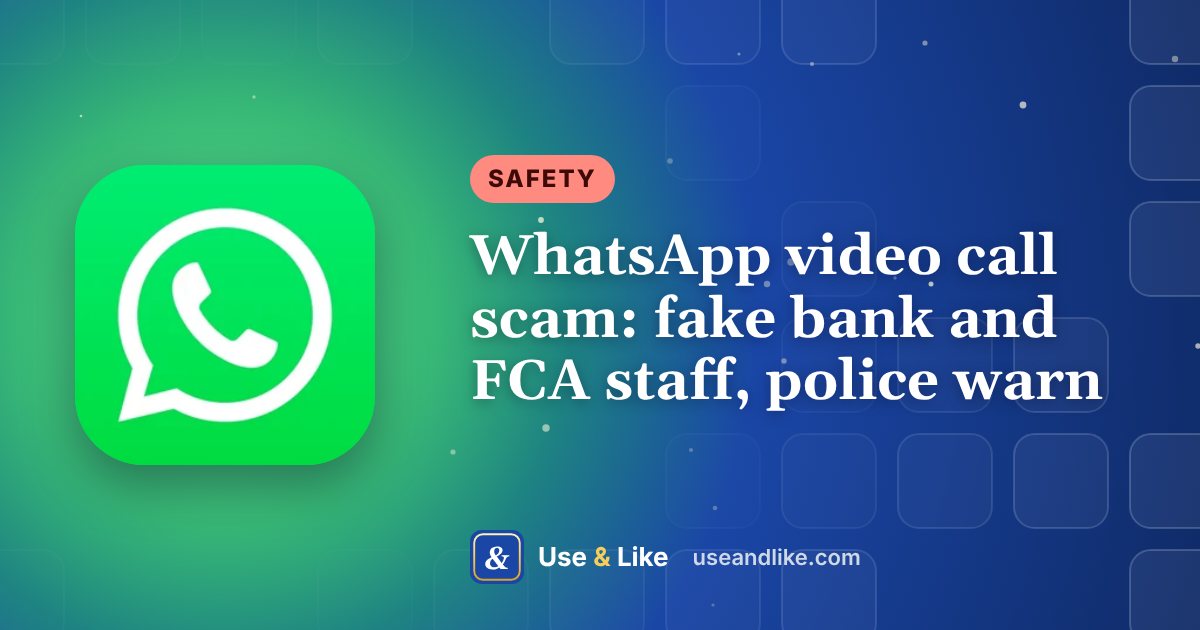 SAFETY
WhatsApp video call
scam: fake bank and
FCA staff, police warn
& Use & Like useandlike.com